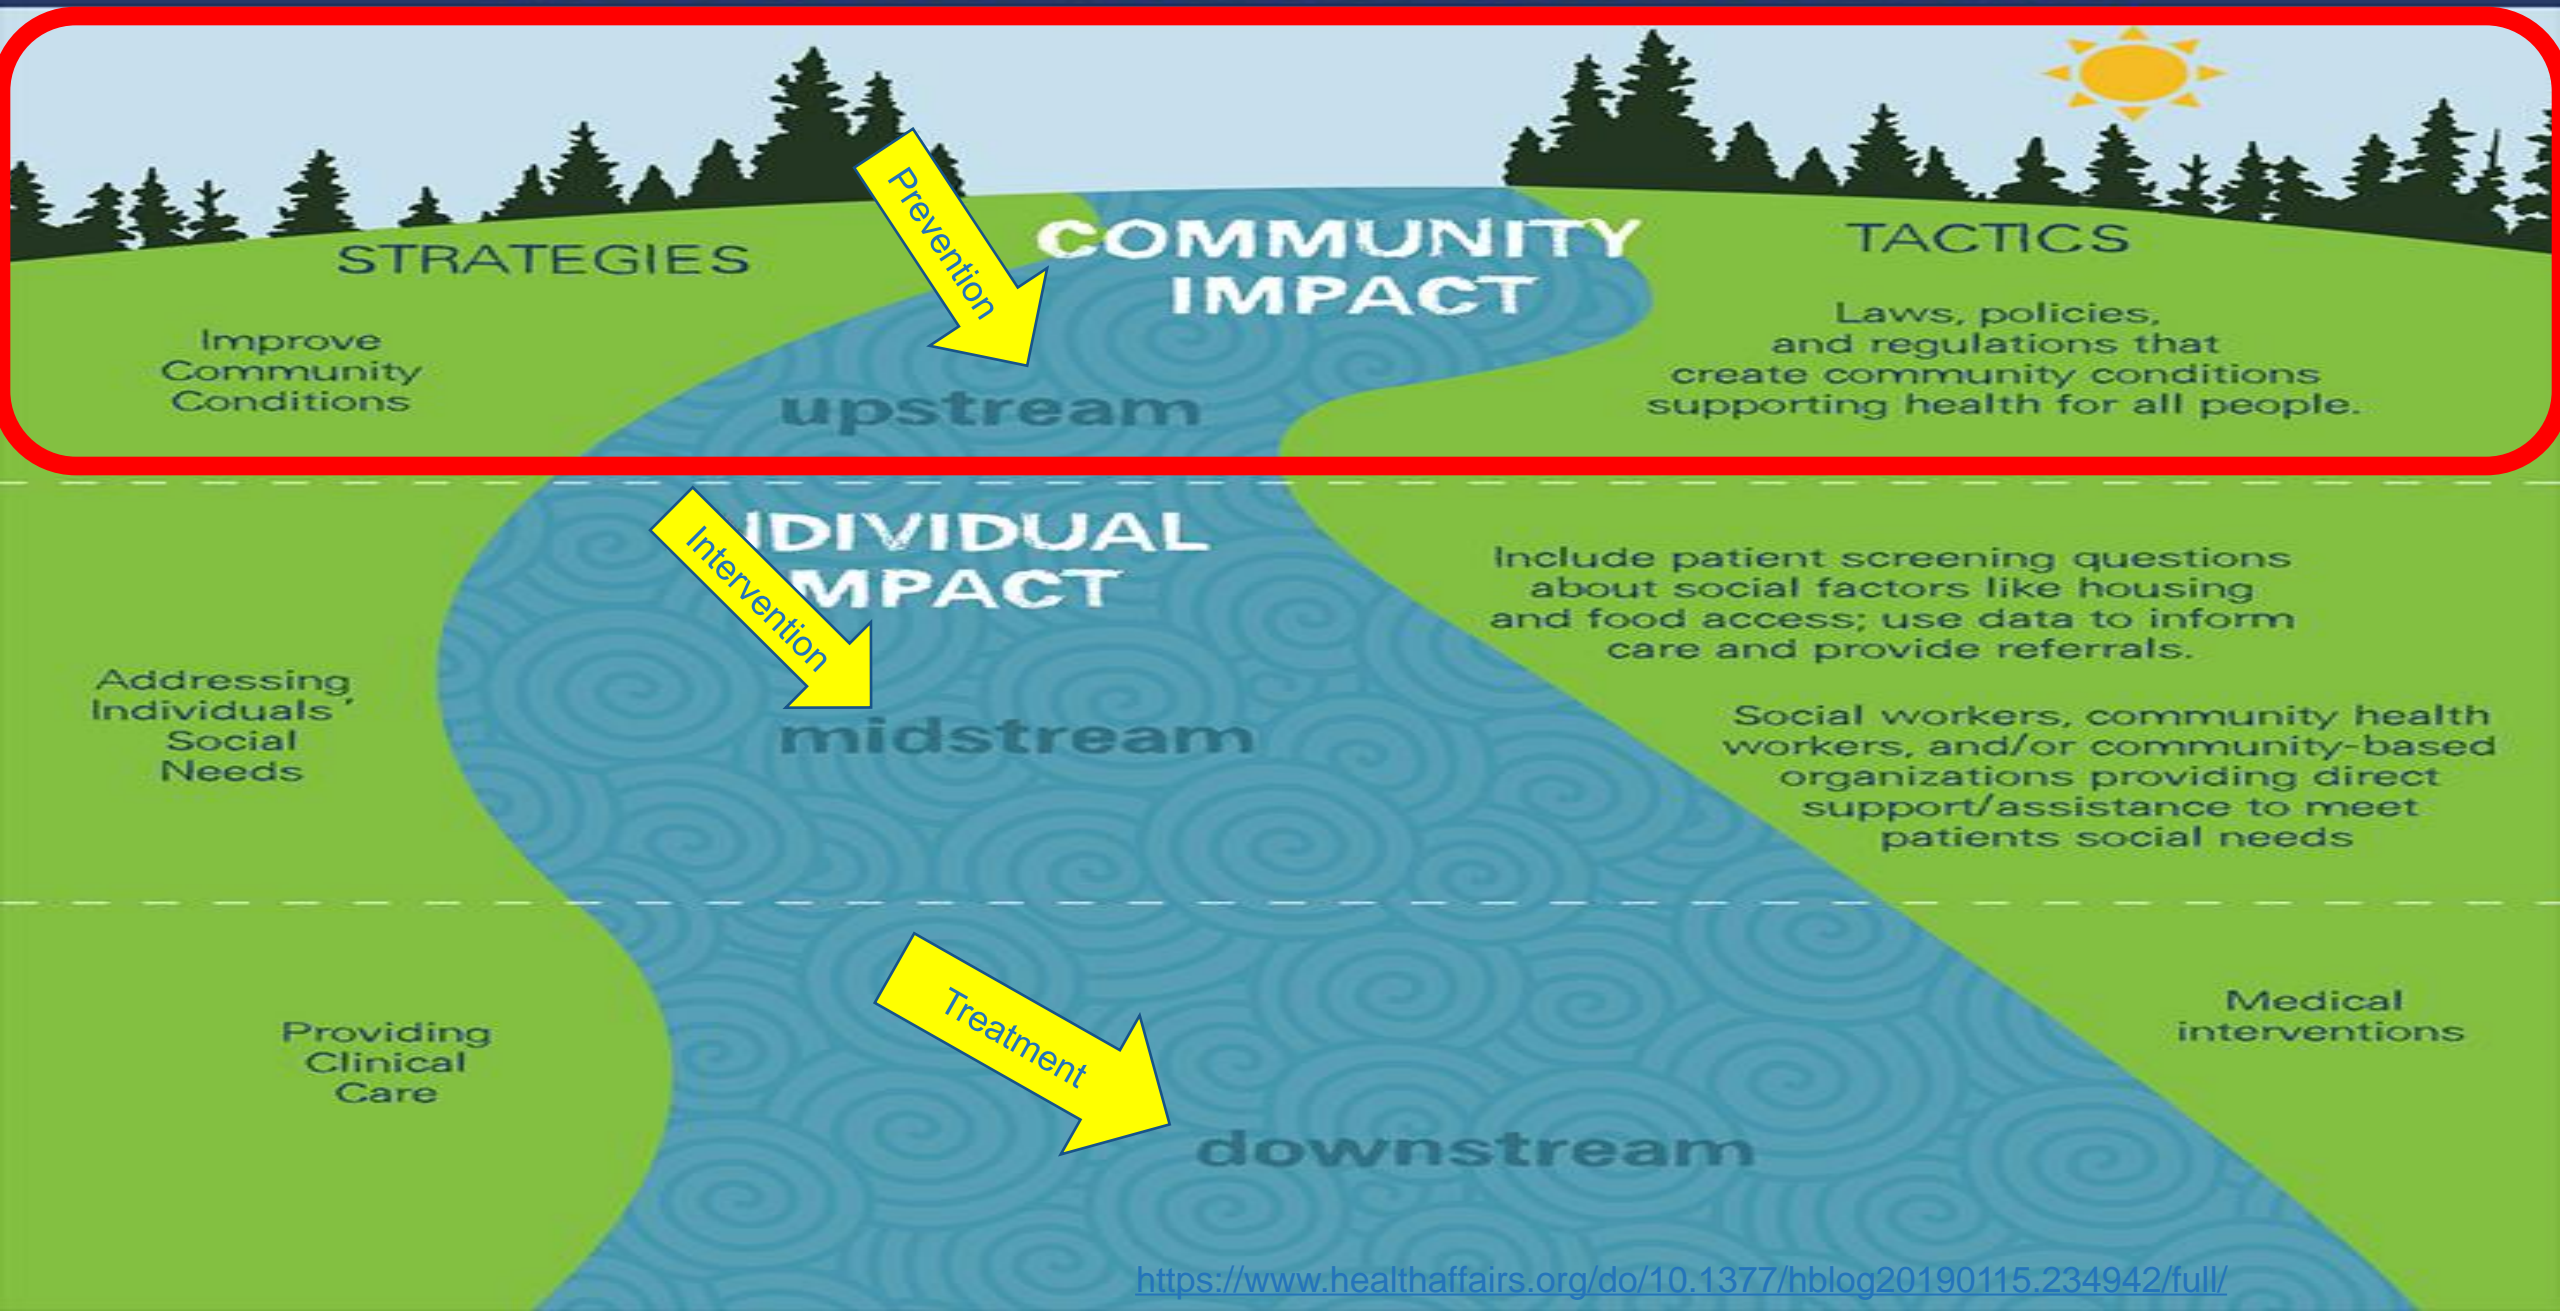 STRATEGIES
COMMUNITY
IMPACT
TACTICS
Prevention
Improve
Community
Conditions
upstream
Laws, policies,
and regulations that
create community conditions
supporting health for all people.
NDIVIDUAL
MPACT
Intervention
midstream
Addressing
Individuals'
Social
Needs
Include patient screening questions
about social factors like housing
and food access; use data to inform
care and provide referrals.
Social workers, community health
workers, and/or community-based
organizations providing direct
support/assistance to meet
patients social needs
Providing
Clinical
Care
Treatment
downstream
Medical
interventions
https://www.healthaffairs.org/do/10.1377/hblog20190115.234942/full/